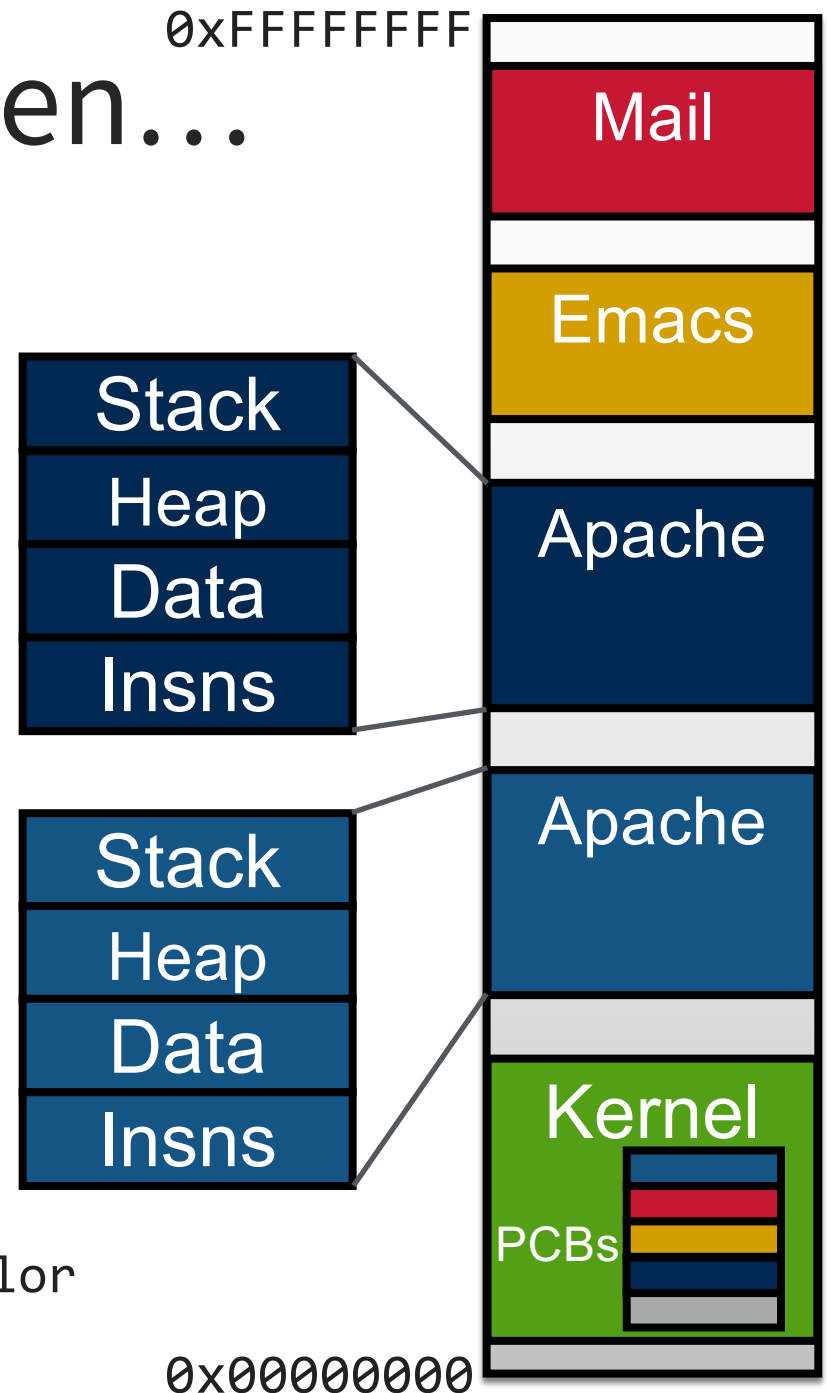 0xFFFFFFFF
en...
Mail
Emacs
Stack
Heap
Data
Insns
Apache
Stack
Heap
Data
Insns
Apache
Kernel
PCBs
lor
0x00000000